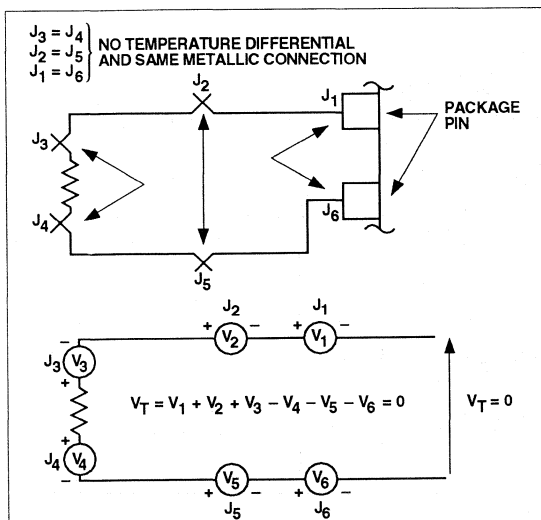 J3 = J4
J2 = J5
J1 = J6
NO TEMPERATURE DIFFERENTIAL
AND SAME METALLIC CONNECTION
J2
J1
PACKAGE
PIN
J3
J4
J6
J5
J2
J1
+ V2 −
+ V1 −
−
J3 V3
+
VT = V1 + V2 + V3 − V4 − V5 − V6 = 0
VT = 0
+
J4 V4
−
+ V5 −
+ V6 −
J5
J6